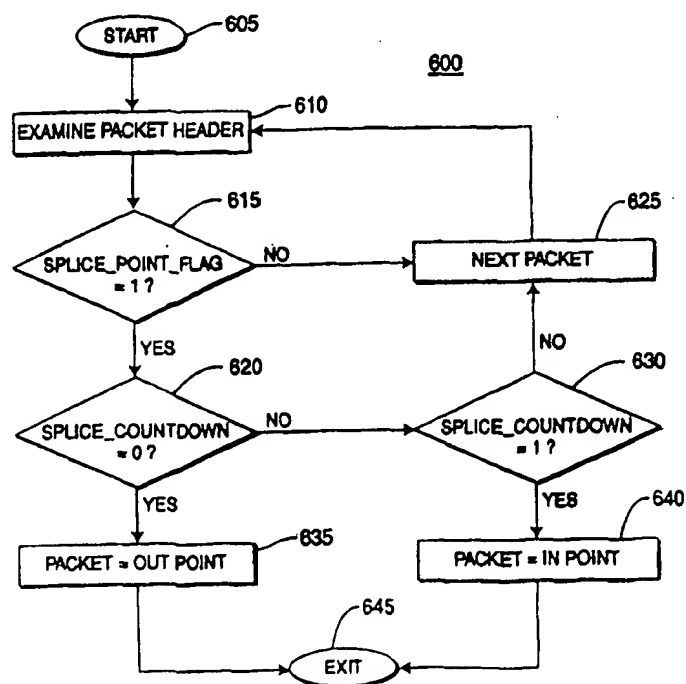 START
605
600
610
EXAMINE PACKET HEADER
615
625
SPLICE_POINT_FLAG
= 1 ?
NO
NEXT PACKET
YES
620
NO
630
SPLICE_COUNTDOWN
= 0 ?
NO
SPLICE_COUNTDOWN
= 1 ?
YES
635
YES
640
PACKET = OUT POINT
PACKET = IN POINT
645
EXIT